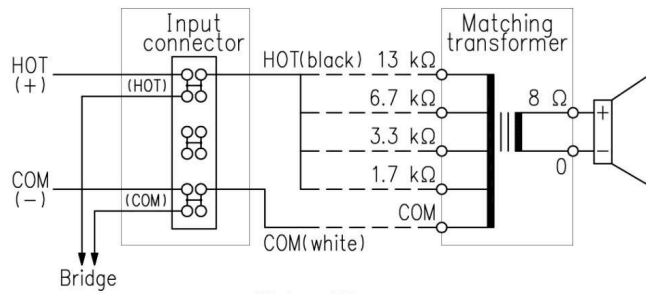 Input
connector
Matching
transformer
HOT
(+)
(HOT)
HOT(black)
13 kΩ
6.7 kΩ
8 Ω
+
3.3 kΩ
−
0
1.7 kΩ
COM
(−)
(COM)
COM
COM(white)
Bridge